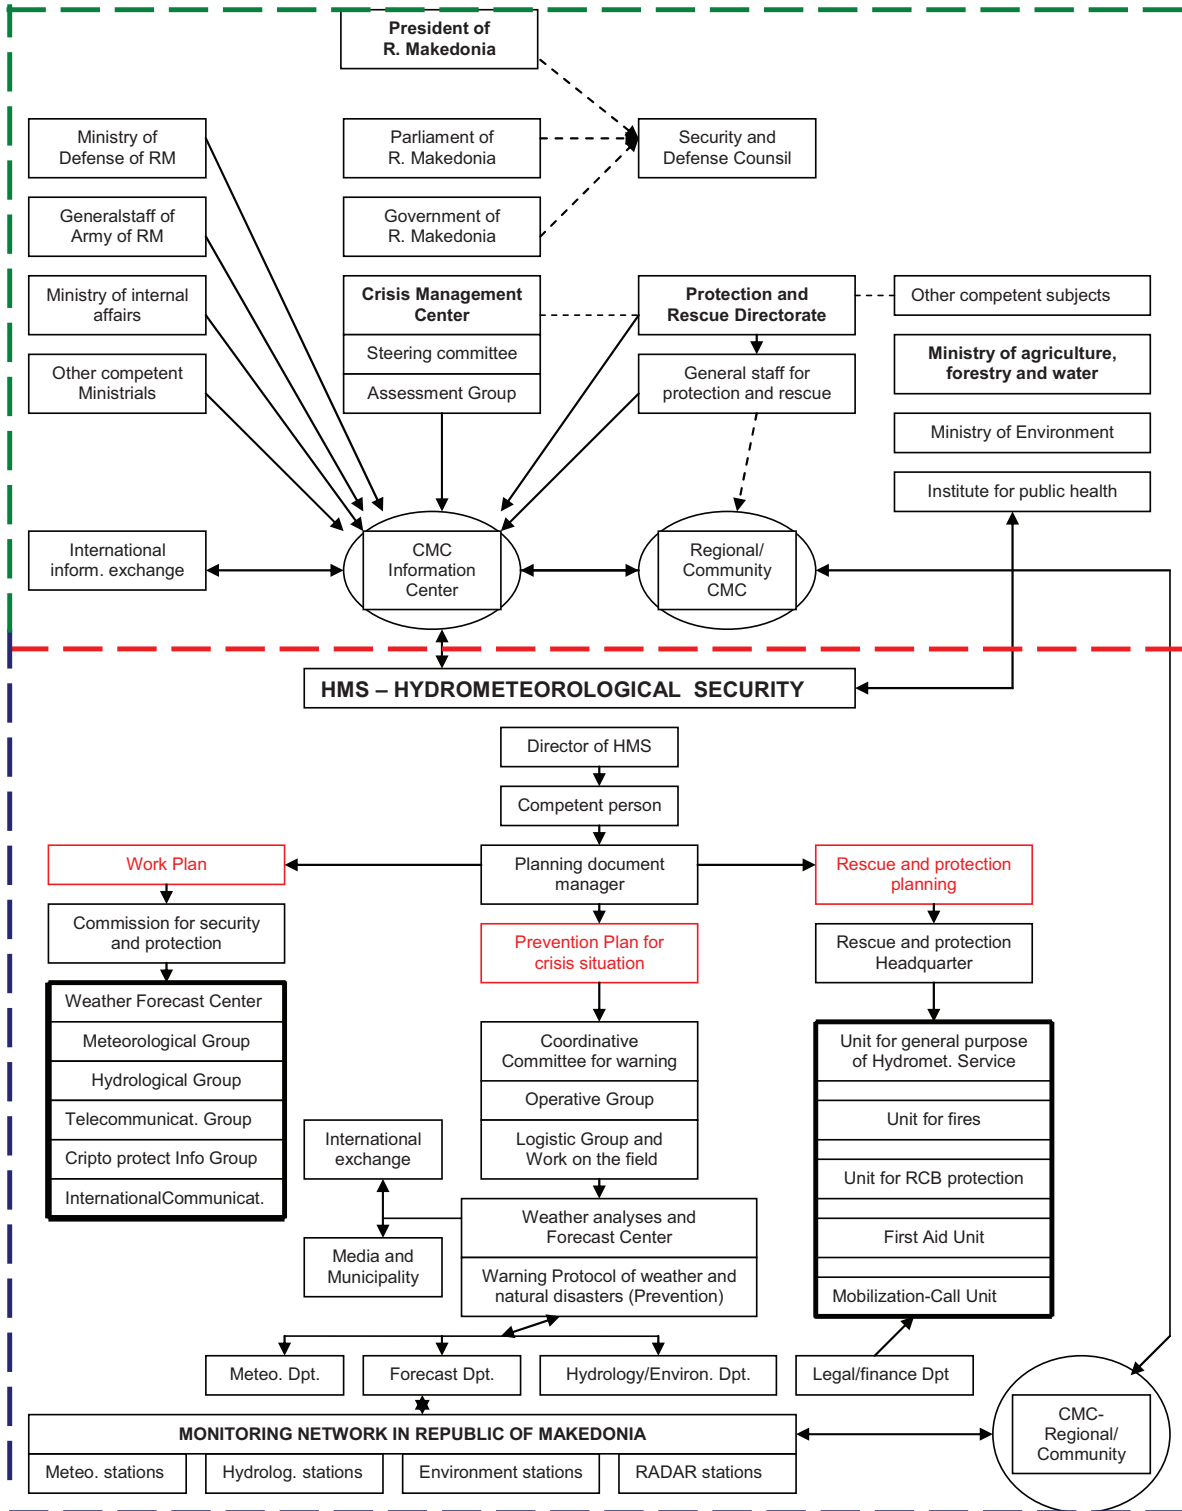 President of
R. Makedonia
Ministry of
Defense of RM
Parliament of
R. Makedonia
Security and
Defense Counsil
Generalstaff of
Army of RM
Government of
R. Makedonia
Ministry of internal
affairs
Crisis Management
Center
Protection and
Rescue Directorate
Other competent subjects
Other competent
Ministrials
Steering committee
Assessment Group
General staff for
protection and rescue
Ministry of agriculture,
forestry and water
Ministry of Environment
Institute for public health
International
inform. exchange
CMC
Information
Center
Regional/
Community
CMC
HMS – HYDROMETEOROLOGICAL SECURITY
Director of HMS
Competent person
Work Plan
Planning document
manager
Rescue and protection
planning
Commission for security
and protection
Prevention Plan for
crisis situation
Rescue and protection
Headquarter
Weather Forecast Center
Meteorological Group
Hydrological Group
Telecommunicat. Group
Cripto protect Info Group
InternationalCommunicat.
Coordinative
Committee for warning
Operative Group
Logistic Group and
Work on the field
Unit for general purpose
of Hydromet. Service
Unit for fires
Unit for RCB protection
First Aid Unit
Mobilization-Call Unit
International
exchange
Media and
Municipality
Weather analyses and
Forecast Center
Warning Protocol of weather and
natural disasters (Prevention)
Meteo. Dpt.
Forecast Dpt.
Hydrology/Environ. Dpt.
Legal/finance Dpt
MONITORING NETWORK IN REPUBLIC OF MAKEDONIA
Meteo. stations
Hydrolog. stations
Environment stations
RADAR stations
CMC-
Regional/
Community